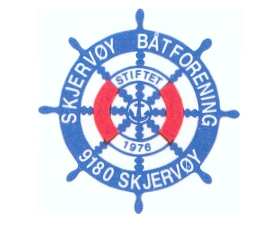 SKJERVØY BÅTFORENING
STIFTET
1976
9180 SKJERVØY